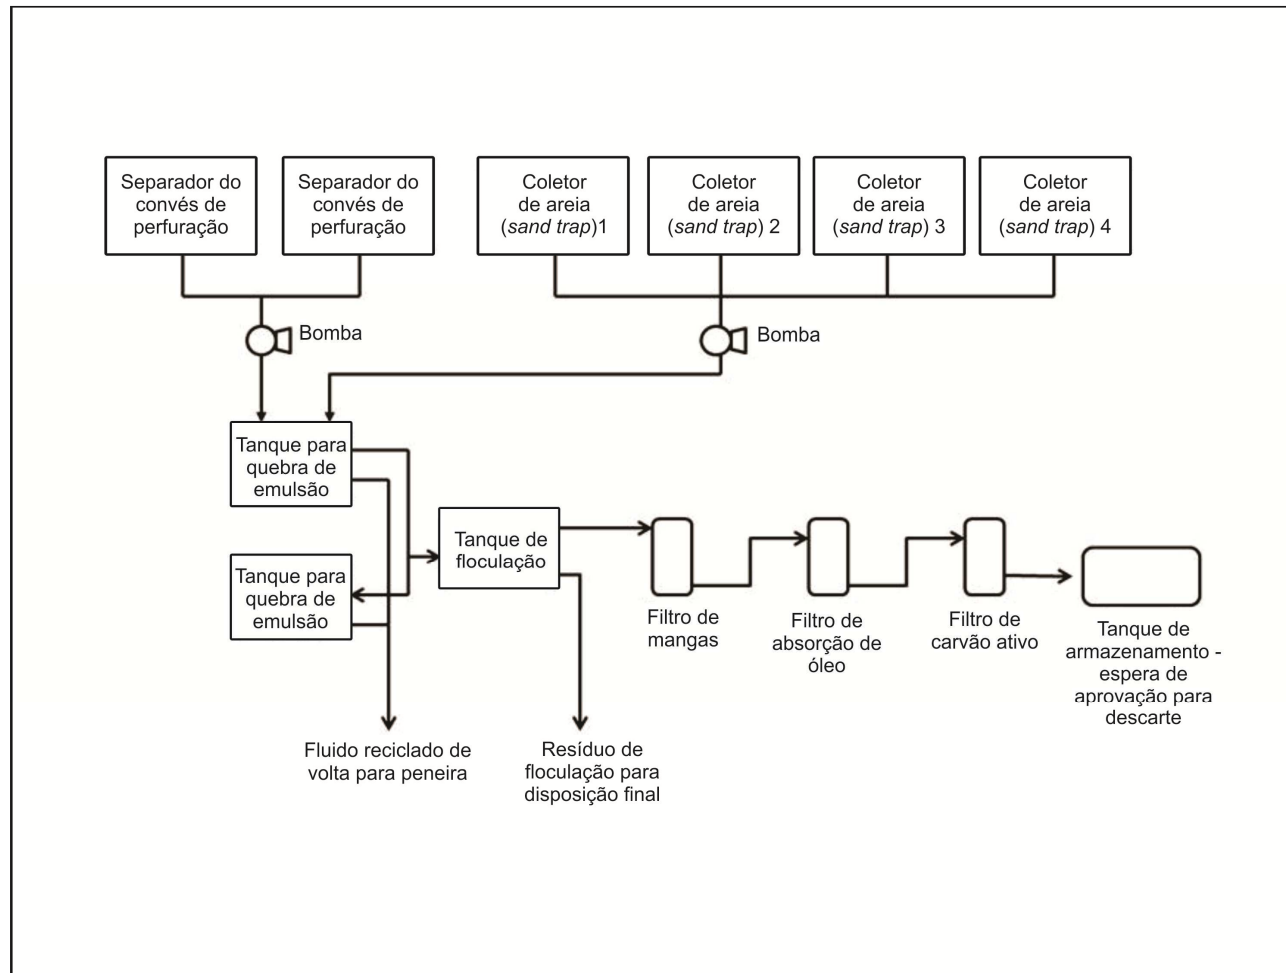 Separador do
convés de
perfuração
Separador do
convés de
perfuração
Coletor
de areia
(sand trap)1
Coletor
de areia
(sand trap) 2
Coletor
de areia
(sand trap) 3
Coletor
de areia
(sand trap) 4
Bomba
Bomba
Tanque para
quebra de
emulsão
Tanque para
quebra de
emulsão
Tanque de
floculação
Filtro de
mangas
Filtro de
absorção de
óleo
Filtro de
carvão ativo
Tanque de
armazenamento -
espera de
aprovação para
descarte
Fluido reciclado de
volta para peneira
Resíduo de
floculação para
disposição final